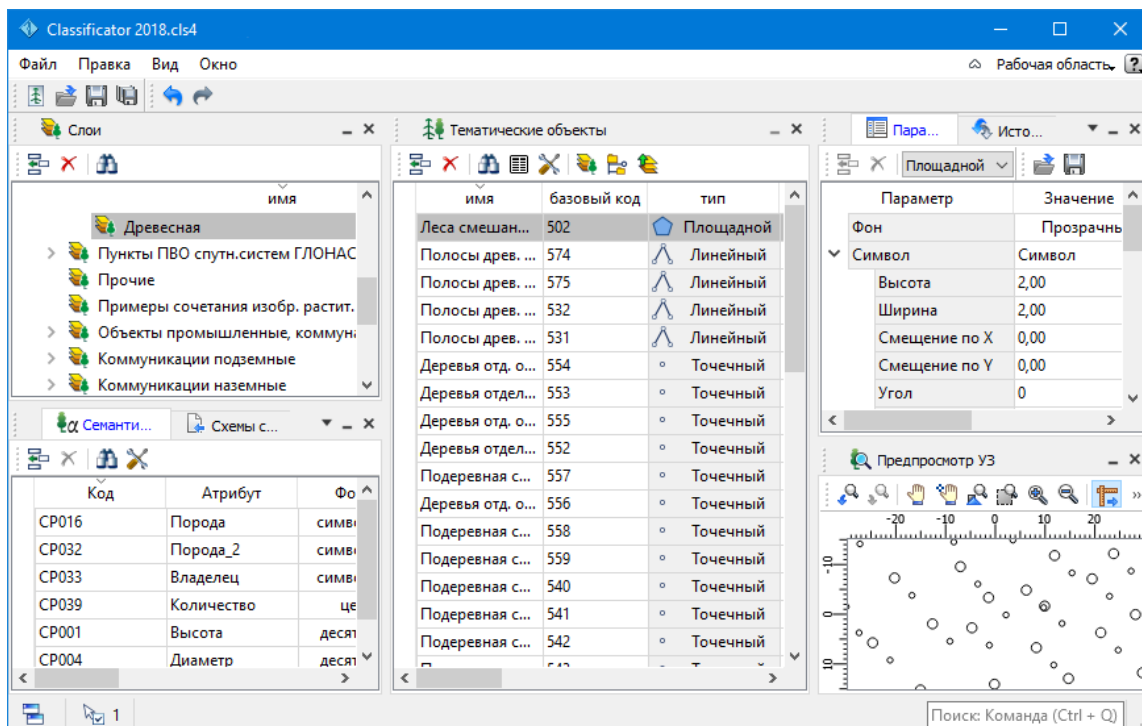 Classificator 2018.cls4
Файл Правка Вид Окно Рабочая область
Слои
имя
Древесная
Пункты ПВО спутн.систем ГЛОНАС
Прочие
Примеры сочетания изобр. растит.
Объекты промышленные, коммун
Коммуникации подземные
Коммуникации наземные
Семанти... Схемы с...
Код Атрибут Фо
CP016 Порода симво
CP032 Порода_2 симво
CP033 Владелец симво
CP039 Количество це
CP001 Высота десят
CP004 Диаметр десят
Тематические объекты
имя базовый код тип
Леса смешан... 502 Площадной
Полосы древ. ... 574 Линейный
Полосы древ. ... 575 Линейный
Полосы древ. ... 532 Линейный
Полосы древ. ... 531 Линейный
Деревья отд. о... 554 Точечный
Деревья отдел... 553 Точечный
Деревья отд. о... 555 Точечный
Деревья отдел... 552 Точечный
Подеревная с... 557 Точечный
Деревья отд. о... 556 Точечный
Подеревная с... 558 Точечный
Подеревная с... 559 Точечный
Подеревная с... 540 Точечный
Подеревная с... 541 Точечный
Подеревная с... 542 Точечный
Пара... Исто...
Площадной
Параметр Значение
Фон Прозрачнь
Символ Символ
Высота 2,00
Ширина 2,00
Смещение по X 0,00
Смещение по Y 0,00
Угол 0
Предпросмотр УЗ
-20 -10 0 10 20
-10
0
10
1
Поиск: Команда (Ctrl + Q)